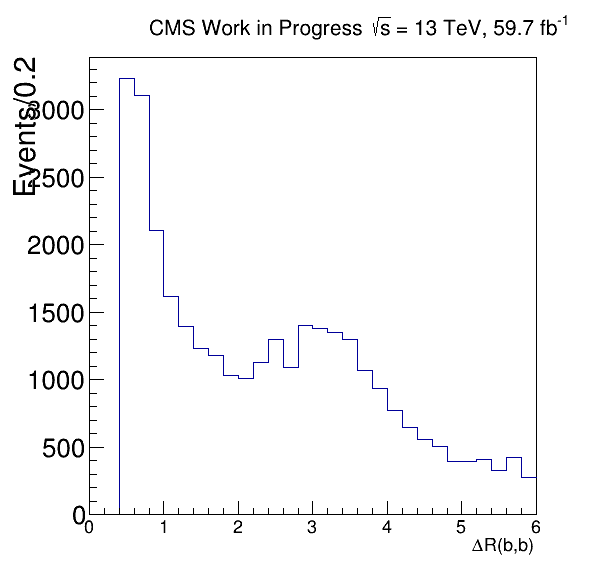 CMS Work in Progress √s = 13 TeV, 59.7 fb⁻¹
Events/0.2
3000
2500
2000
1500
1000
500
0
0 1 2 3 4 5 6
ΔR(b,b)